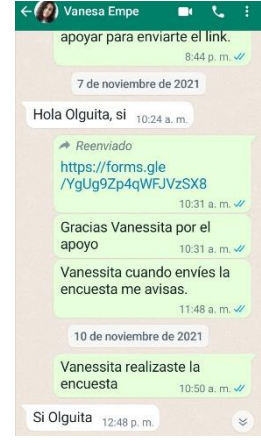 Vanesa Empe
apoyar para enviarte el link.
8:44 p. m.
7 de noviembre de 2021
Hola Olguita, si 10:24 a. m.
Reenviado
https://forms.gle
/YgUg9Zp4qWFJVzSX8
10:31 a. m.
Gracias Vanessita por el
apoyo 10:31 a. m.
Vanessita cuando envíes la
encuesta me avisas.
11:48 a. m.
10 de noviembre de 2021
Vanessita realizaste la
encuesta 10:50 a. m.
Si Olguita 12:48 p. m.